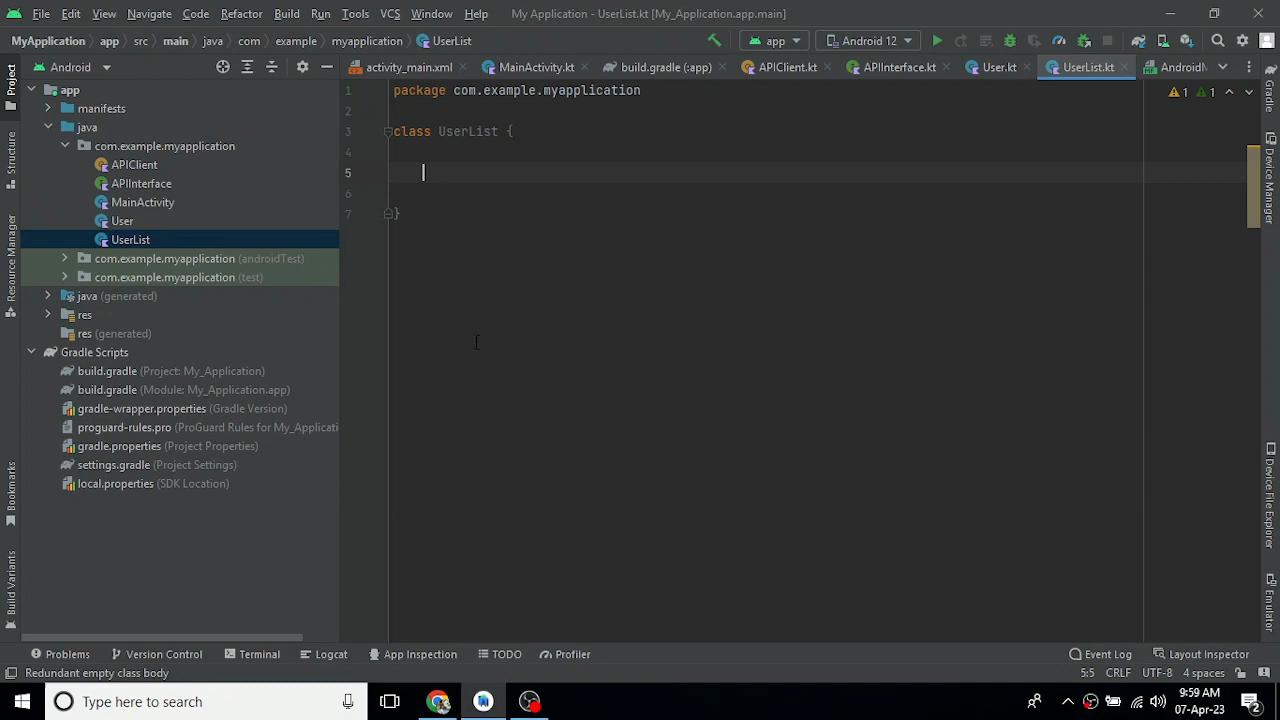 File Edit View Navigate Code Refactor Build Run Tools VCS Window Help My Application - UserList.kt [My_Application.app.main]
MyApplication app src main java com example myapplication UserList app Android 12
Android activity_main.xml MainActivity.kt build.gradle (:app) APIClient.kt APIInterface.kt User.kt UserList.kt AndroidM
Project
Structure
Resource Manager
Bookmarks
Build Variants
app
manifests
java
com.example.myapplication
APIClient
APIInterface
MainActivity
User
UserList
com.example.myapplication (androidTest)
com.example.myapplication (test)
java (generated)
res
res (generated)
Gradle Scripts
build.gradle (Project: My_Application)
build.gradle (Module: My_Application.app)
gradle-wrapper.properties (Gradle Version)
proguard-rules.pro (ProGuard Rules for My_Applicati
gradle.properties (Project Properties)
settings.gradle (Project Settings)
local.properties (SDK Location)
1 package com.example.myapplication
2
3 class UserList {
4
5
6
7 }
1 1
Gradle
Device Manager
Device File Explorer
Emulator
Problems Version Control Terminal Logcat App Inspection TODO Profiler Event Log Layout Inspector
Redundant empty class body 5:5 CRLF UTF-8 4 spaces
Type here to search
9:59 AM
07-Apr-23
2